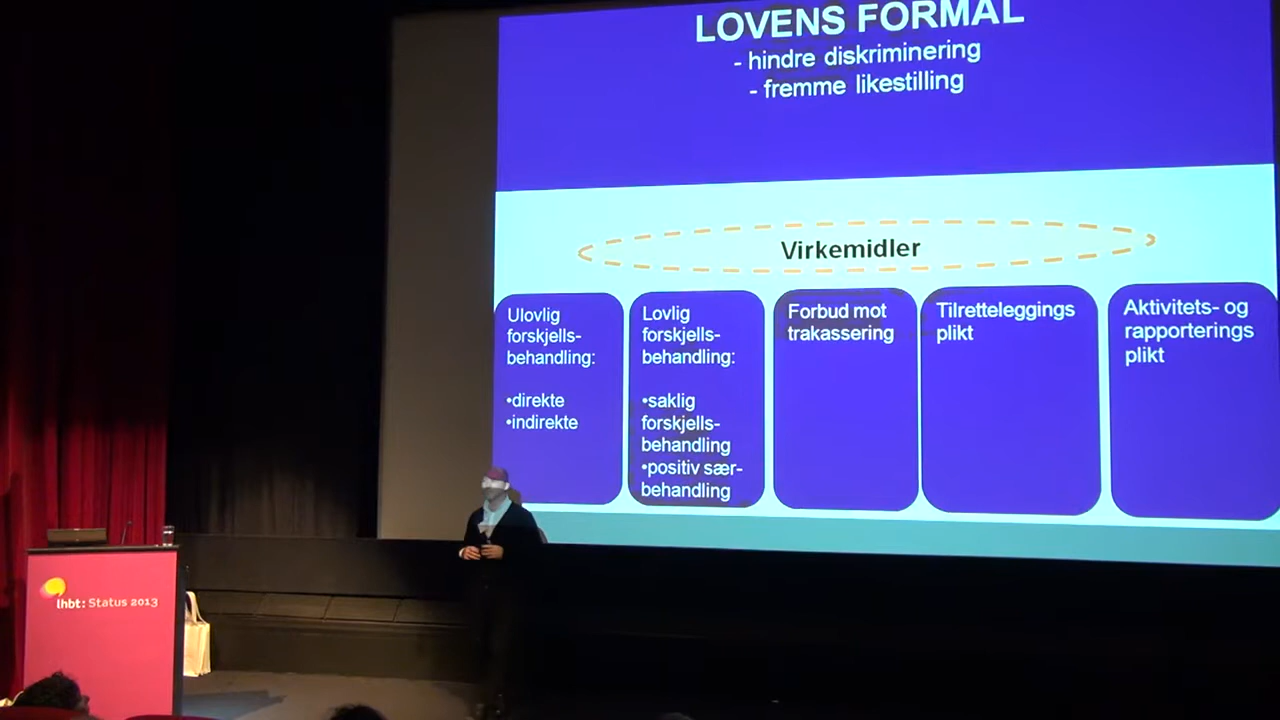 LOVENS FORMÅL
- hindre diskriminering
- fremme likestilling
Virkemidler
Ulovlig
forskjells-
behandling:
•direkte
•indirekte
Lovlig
forskjells-
behandling:
•saklig
forskjells-
behandling
•positiv sær-
behandling
Forbud mot
trakassering
Tilretteleggings
plikt
Aktivitets- og
rapporterings
plikt
lhbt: Status 2013